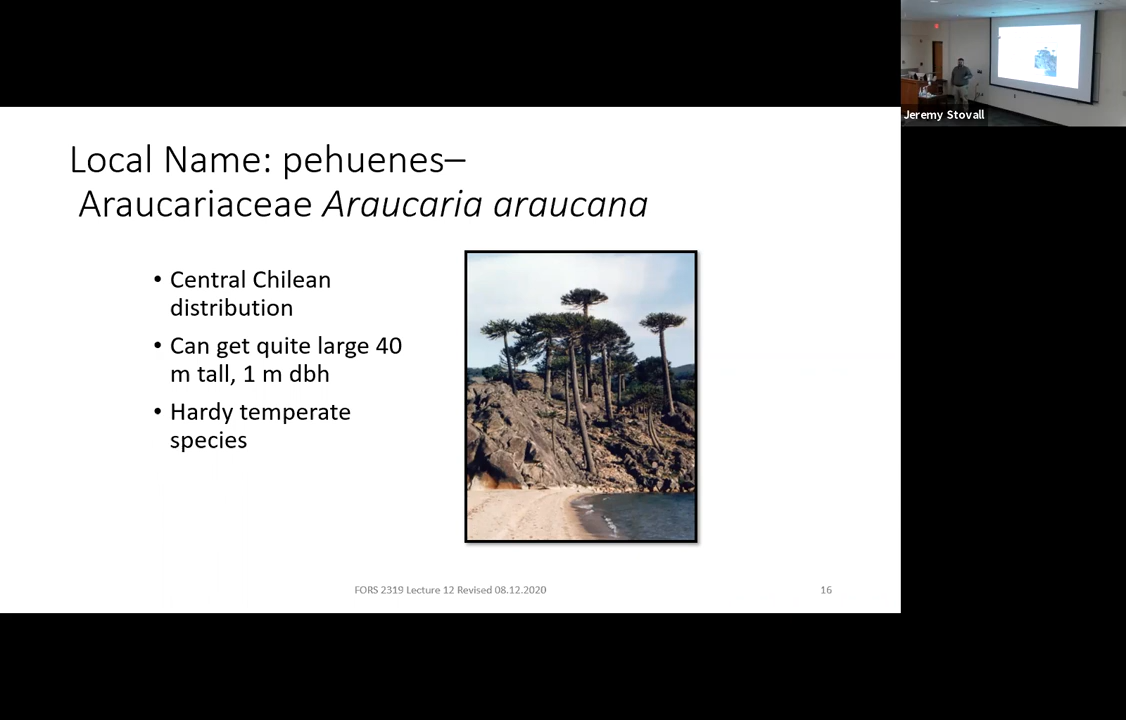 Local Name: pehuenes–
Araucariaceae Araucaria araucana
• Central Chilean
distribution
• Can get quite large 40
m tall, 1 m dbh
• Hardy temperate
species
FORS 2319 Lecture 12 Revised 08.12.2020
16
Jeremy Stovall